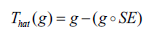 T_hat(g) = g − (g ∘ SE)